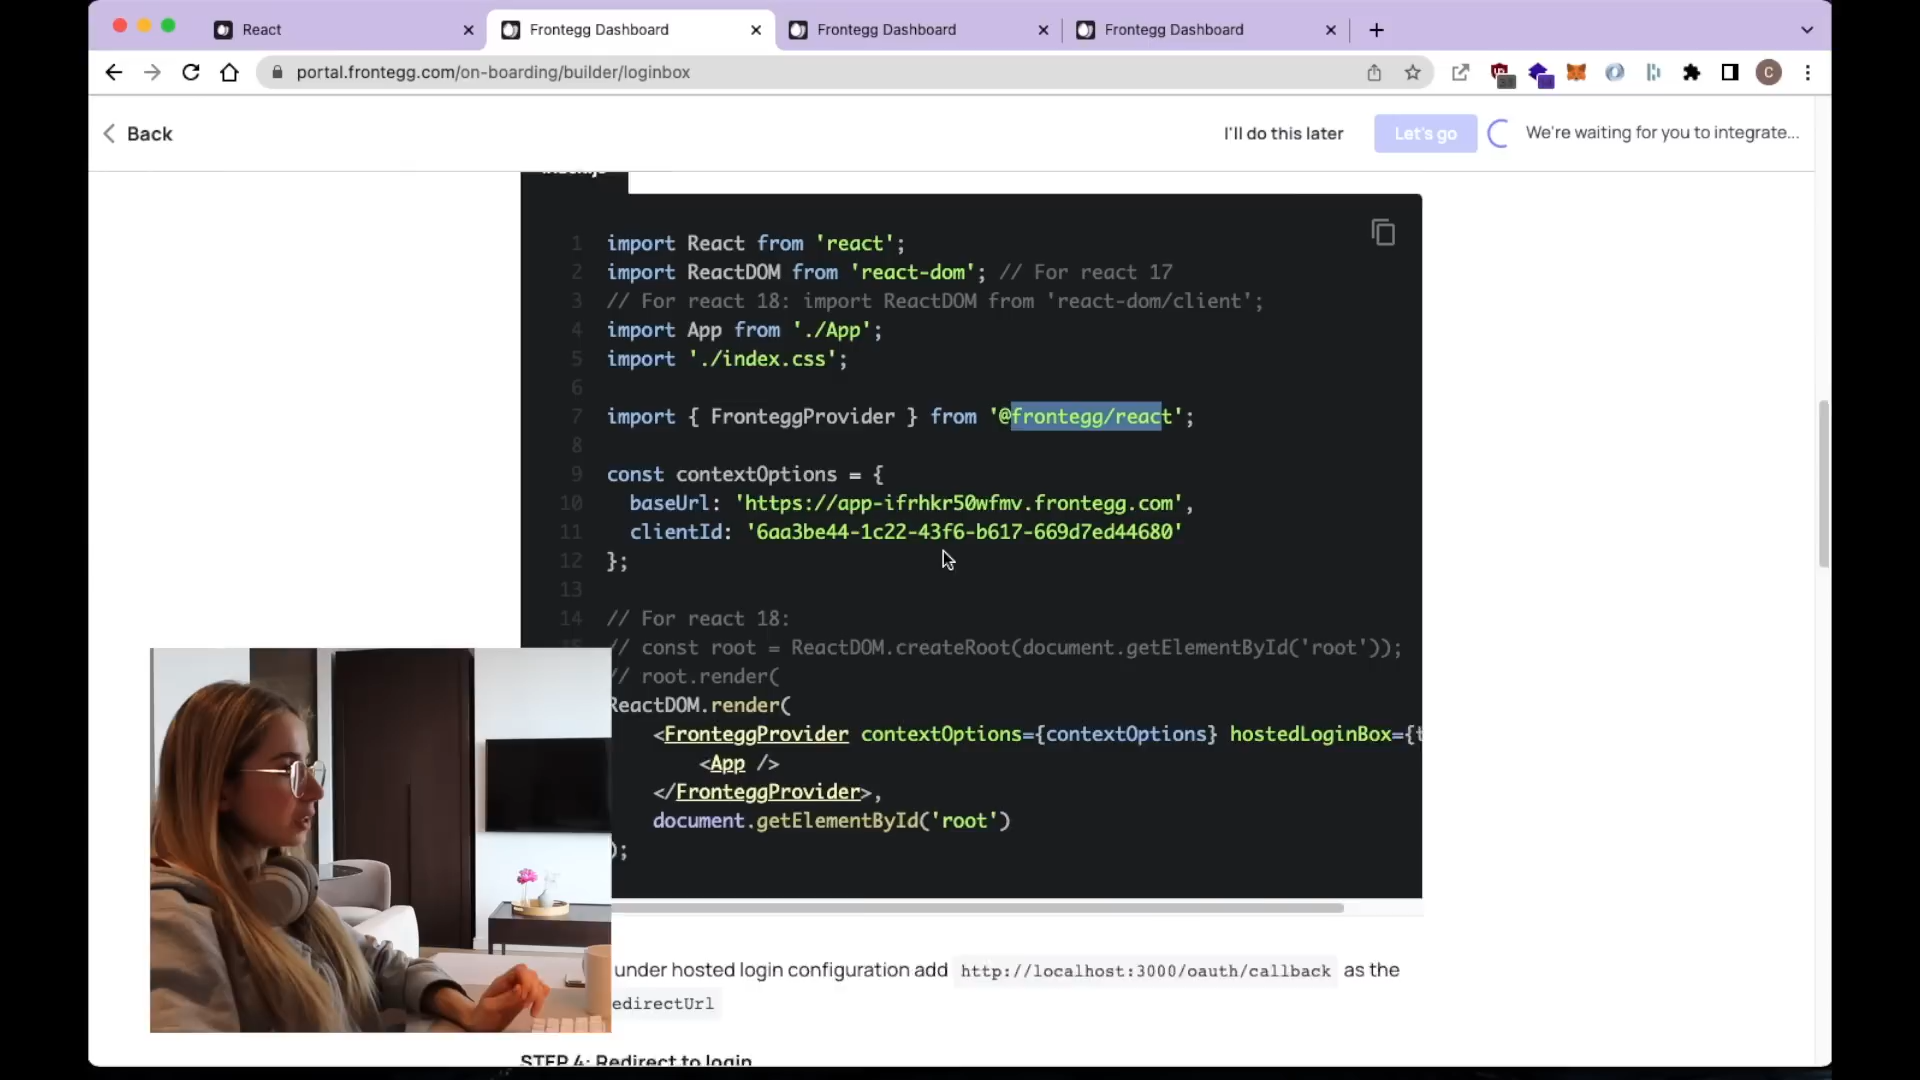 React
Frontegg Dashboard
Frontegg Dashboard
Frontegg Dashboard
portal.frontegg.com/on-boarding/builder/loginbox
C
Back
I'll do this later
Let's go
We're waiting for you to integrate...
1 import React from 'react';
2 import ReactDOM from 'react-dom'; // For react 17
3 // For react 18: import ReactDOM from 'react-dom/client';
4 import App from './App';
5 import './index.css';
6
7 import { FronteggProvider } from '@frontegg/react';
8
9 const contextOptions = {
10 baseUrl: 'https://app-ifrhkr50wfmv.frontegg.com',
11 clientId: '6aa3be44-1c22-43f6-b617-669d7ed44680'
12 };
13
14 // For react 18:
// const root = ReactDOM.createRoot(document.getElementById('root'));
// root.render(
ReactDOM.render(
<FronteggProvider contextOptions={contextOptions} hostedLoginBox={t
<App />
</FronteggProvider>,
document.getElementById('root')
);
under hosted login configuration add http://localhost:3000/oauth/callback as the
edirectUrl
STEP 4: Redirect to login